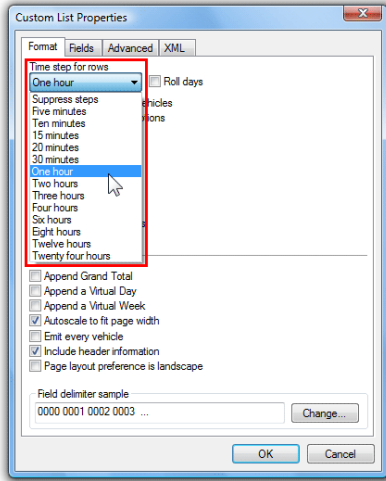 Custom List Properties
Format Fields Advanced XML
Time step for rows
One hour Roll days
Suppress steps
Five minutes
Ten minutes
15 minutes
20 minutes
30 minutes
One hour
Two hours
Three hours
Four hours
Six hours
Eight hours
Twelve hours
Twenty four hours
Append Grand Total
Append a Virtual Day
Append a Virtual Week
Autoscale to fit page width
Emit every vehicle
Include header information
Page layout preference is landscape
Field delimiter sample
0000 0001 0002 0003 ...
Change...
OK Cancel